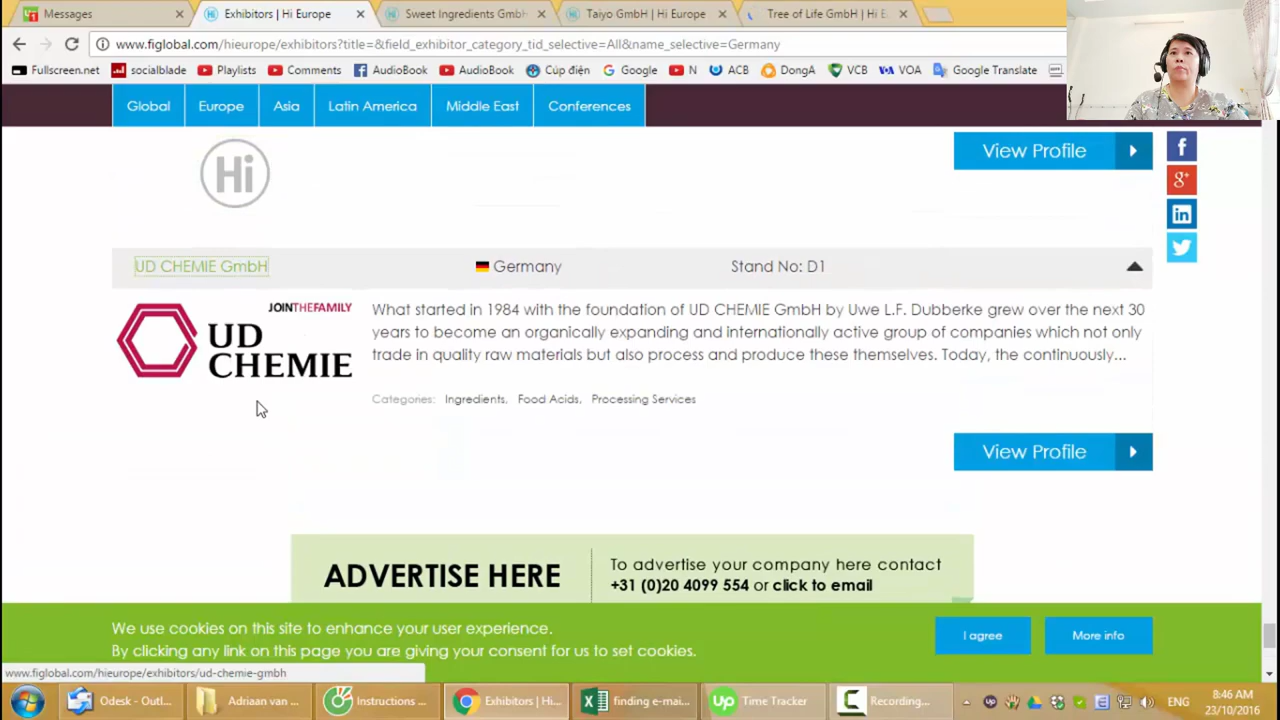 Messages
Exhibitors | Hi Europe
Sweet Ingredients GmbH
Taiyo GmbH | Hi Europe
Tree of Life GmbH | Hi E
www.figlobal.com/hieurope/exhibitors?title=&field_exhibitor_category_tid_selective=All&name_selective=Germany
Fullscreen.net socialblade Playlists Comments AudioBook AudioBook Cúp điện Google N ACB DongA VCB VOA Google Translate
Global Europe Asia Latin America Middle East Conferences
Hi
View Profile
UD CHEMIE GmbH Germany Stand No: D1
JOINTHEFAMILY
UD
CHEMIE
What started in 1984 with the foundation of UD CHEMIE GmbH by Uwe L.F. Dubberke grew over the next 30
years to become an organically expanding and internationally active group of companies which not only
trade in quality raw materials but also process and produce these themselves. Today, the continuously...
Categories: Ingredients, Food Acids, Processing Services
View Profile
ADVERTISE HERE
To advertise your company here contact
+31 (0)20 4099 554 or click to email
We use cookies on this site to enhance your user experience.
By clicking any link on this page you are giving your consent for us to set cookies.
I agree
More info
www.figlobal.com/hieurope/exhibitors/ud-chemie-gmbh
Odesk - Outl... Adriaan van ... Instructions ... Exhibitors | Hi... finding e-mai... Time Tracker Recording... ENG
8:46 AM
23/10/2016